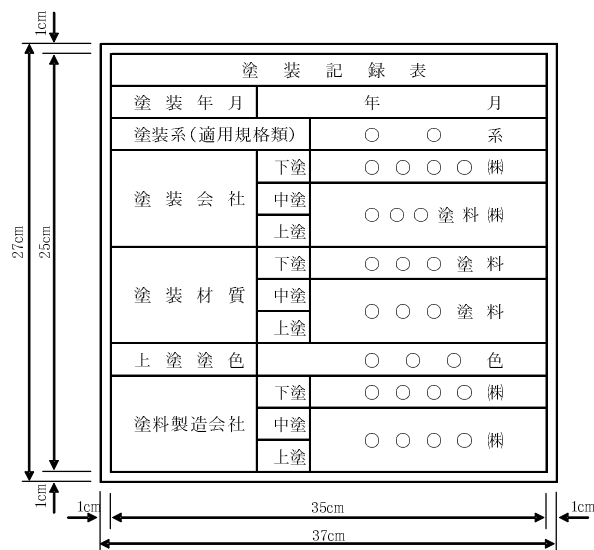 1cm
塗装記録表
塗装年月 年 月
塗装系(適用規格類) ○ ○ 系
塗装会社 下塗 ○○○○㈱
中塗 ○○○塗料㈱
上塗
塗装材質 下塗 ○○○塗料
中塗 ○○○塗料
上塗
上塗塗色 ○○○色
塗料製造会社 下塗 ○○○○㈱
中塗 ○○○○㈱
上塗
27cm
25cm
1cm
1cm 35cm 1cm
37cm